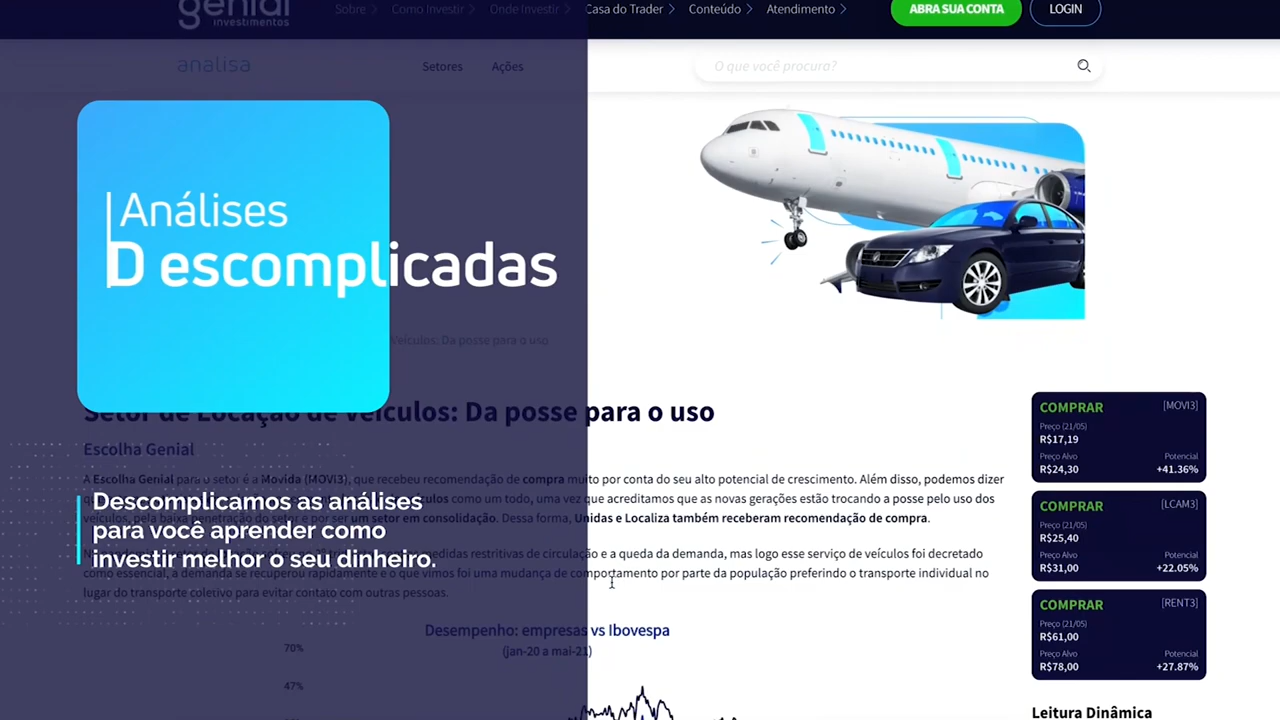 genial
investimentos
Sobre
Como Investir
Onde Investir
Casa do Trader
Conteúdo
Atendimento
ABRA SUA CONTA
LOGIN
analisa
Setores
Ações
O que você procura?
Análises
Descomplicadas
Veículos: Da posse para o uso
Setor de Locação de Veículos: Da posse para o uso
Escolha Genial
A Escolha Genial para o setor é a Movida (MOVI3), que recebeu recomendação de compra muito por conta do seu alto potencial de crescimento. Além disso, podemos dizer
como um todo, uma vez que acreditamos que as novas gerações estão trocando a posse pelo uso dos
veículos, pela baixa penetração do setor e por ser um setor em consolidação. Dessa forma, Unidas e Localiza também receberam recomendação de compra.
Descomplicamos as análises
para você aprender como
investir melhor o seu dinheiro.
medidas restritivas de circulação e a queda da demanda, mas logo esse serviço de veículos foi decretado
como essencial, a demanda se recuperou rapidamente e o que vimos foi uma mudança de comportamento por parte da população preferindo o transporte individual no
lugar do transporte coletivo para evitar contato com outras pessoas.
Desempenho: empresas vs Ibovespa
(jan-20 a mai-21)
70%
47%
COMPRAR
[MOVI3]
Preço (21/05)
R$17,19
Preço Alvo
Potencial
R$24,30
+41.36%
COMPRAR
[LCAM3]
Preço (21/05)
R$25,40
Preço Alvo
Potencial
R$31,00
+22.05%
COMPRAR
[RENT3]
Preço (21/05)
R$61,00
Preço Alvo
Potencial
R$78,00
+27.87%
Leitura Dinâmica